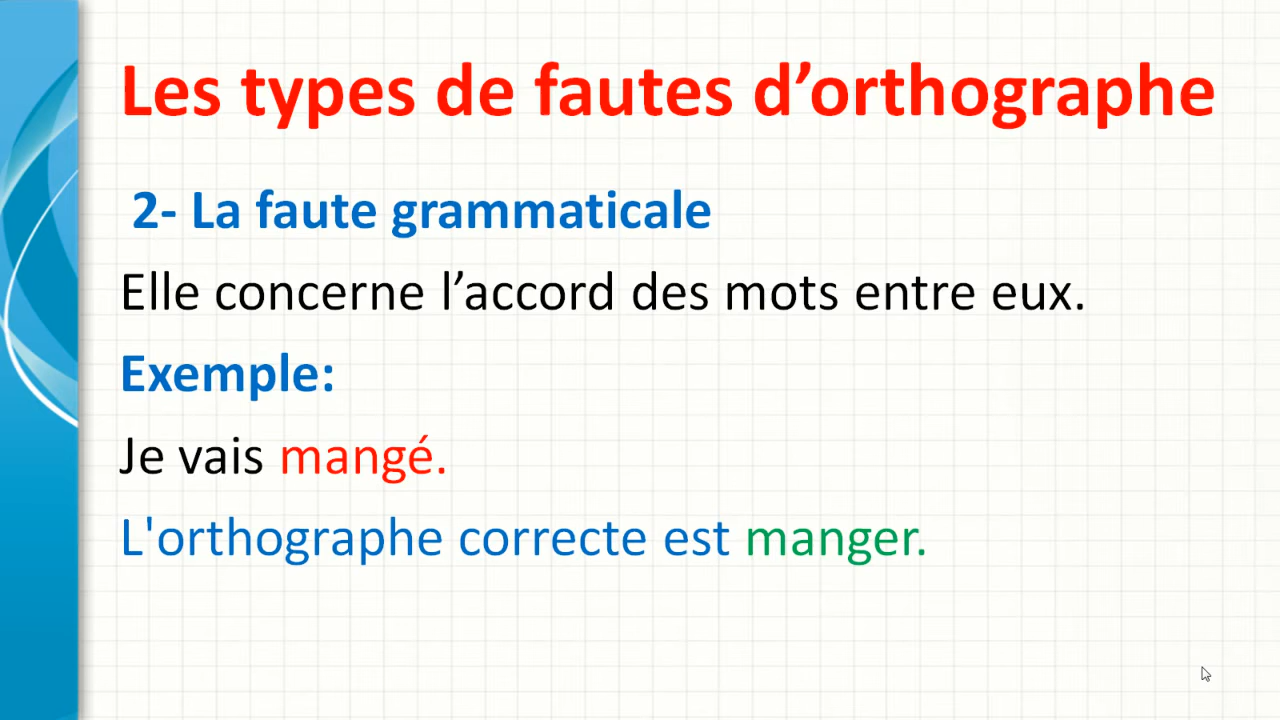 Les types de fautes d’orthographe
2- La faute grammaticale
Elle concerne l’accord des mots entre eux.
Exemple:
Je vais mangé.
L'orthographe correcte est manger.